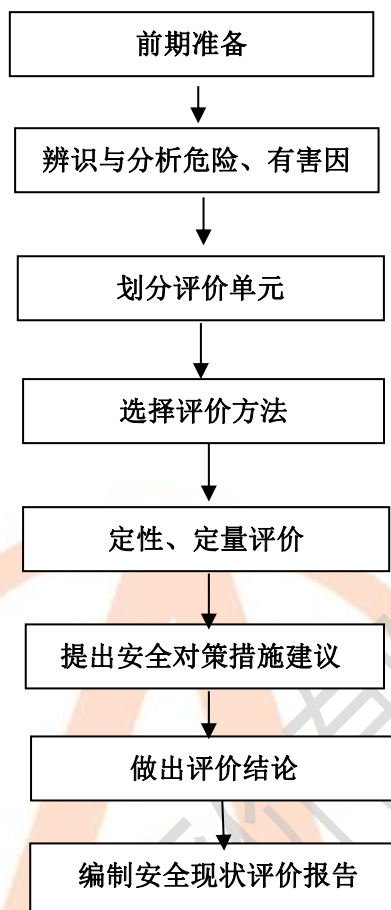 前期准备
辨识与分析危险、有害因
划分评价单元
选择评价方法
定性、定量评价
提出安全对策措施建议
做出评价结论
编制安全现状评价报告